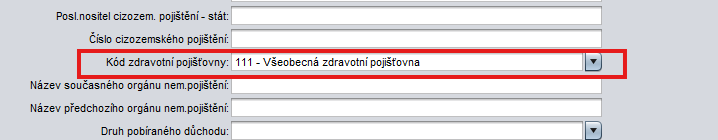 Posl.nositel cizozem. pojištění - stát:
Číslo cizozemského pojištění:
Kód zdravotní pojišťovny: 111 - Všeobecná zdravotní pojišťovna
Název současného orgánu nem.pojištění:
Název předchozího orgánu nem.pojištění:
Druh pobíraného důchodu: